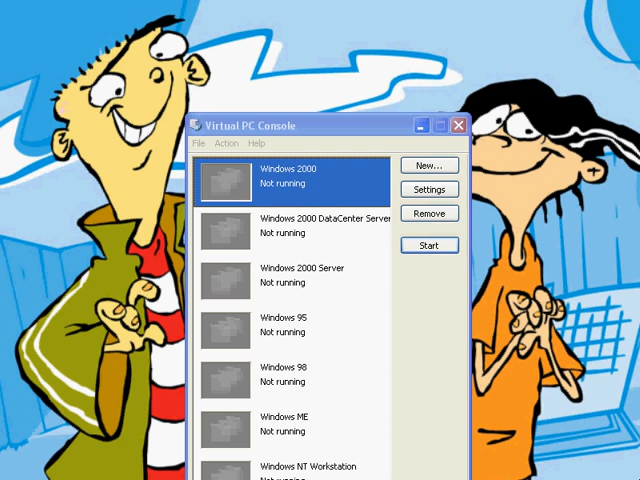 Virtual PC Console
File Action Help
Windows 2000
Not running
Windows 2000 DataCenter Server
Not running
Windows 2000 Server
Not running
Windows 95
Not running
Windows 98
Not running
Windows ME
Not running
Windows NT Workstation
New...
Settings
Remove
Start